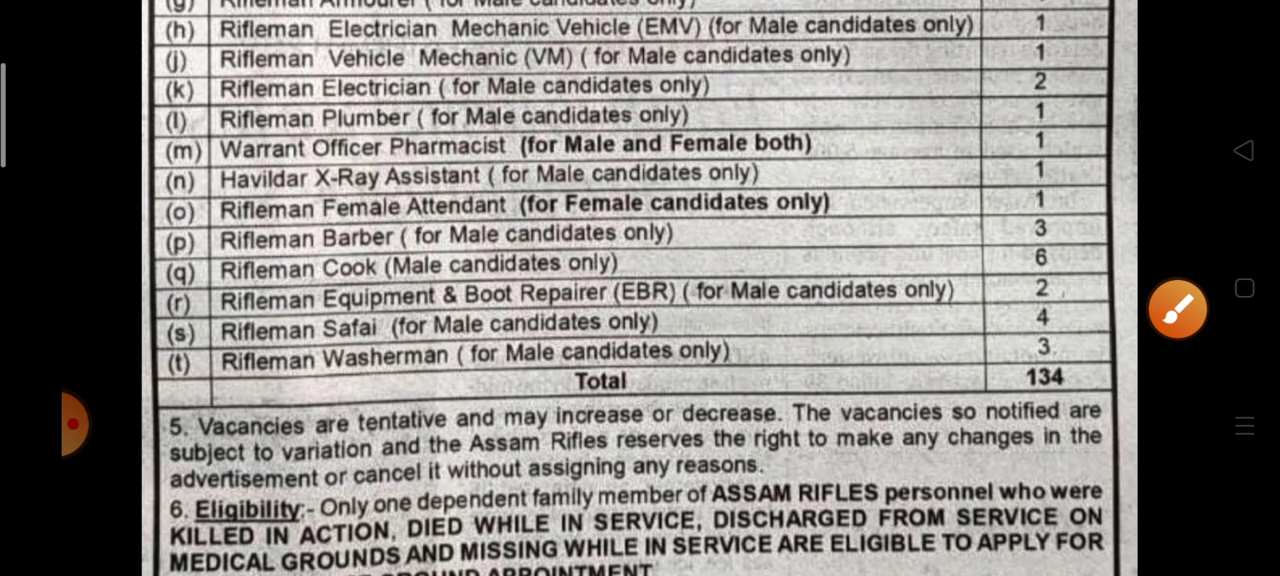 (g) Rifleman Armourer ( for Male candidates only)
(h) Rifleman Electrician Mechanic Vehicle (EMV) (for Male candidates only) 1
(j) Rifleman Vehicle Mechanic (VM) ( for Male candidates only) 1
(k) Rifleman Electrician ( for Male candidates only) 2
(l) Rifleman Plumber ( for Male candidates only) 1
(m) Warrant Officer Pharmacist (for Male and Female both) 1
(n) Havildar X-Ray Assistant ( for Male candidates only) 1
(o) Rifleman Female Attendant (for Female candidates only) 1
(p) Rifleman Barber ( for Male candidates only) 3
(q) Rifleman Cook (Male candidates only) 6
(r) Rifleman Equipment & Boot Repairer (EBR) ( for Male candidates only) 2
(s) Rifleman Safai (for Male candidates only) 4
(t) Rifleman Washerman ( for Male candidates only) 3
Total 134
5. Vacancies are tentative and may increase or decrease. The vacancies so notified are
subject to variation and the Assam Rifles reserves the right to make any changes in the
advertisement or cancel it without assigning any reasons.
6. Eligibility:- Only one dependent family member of ASSAM RIFLES personnel who were
KILLED IN ACTION, DIED WHILE IN SERVICE, DISCHARGED FROM SERVICE ON
MEDICAL GROUNDS AND MISSING WHILE IN SERVICE ARE ELIGIBLE TO APPLY FOR
GROUND APPOINTMENT